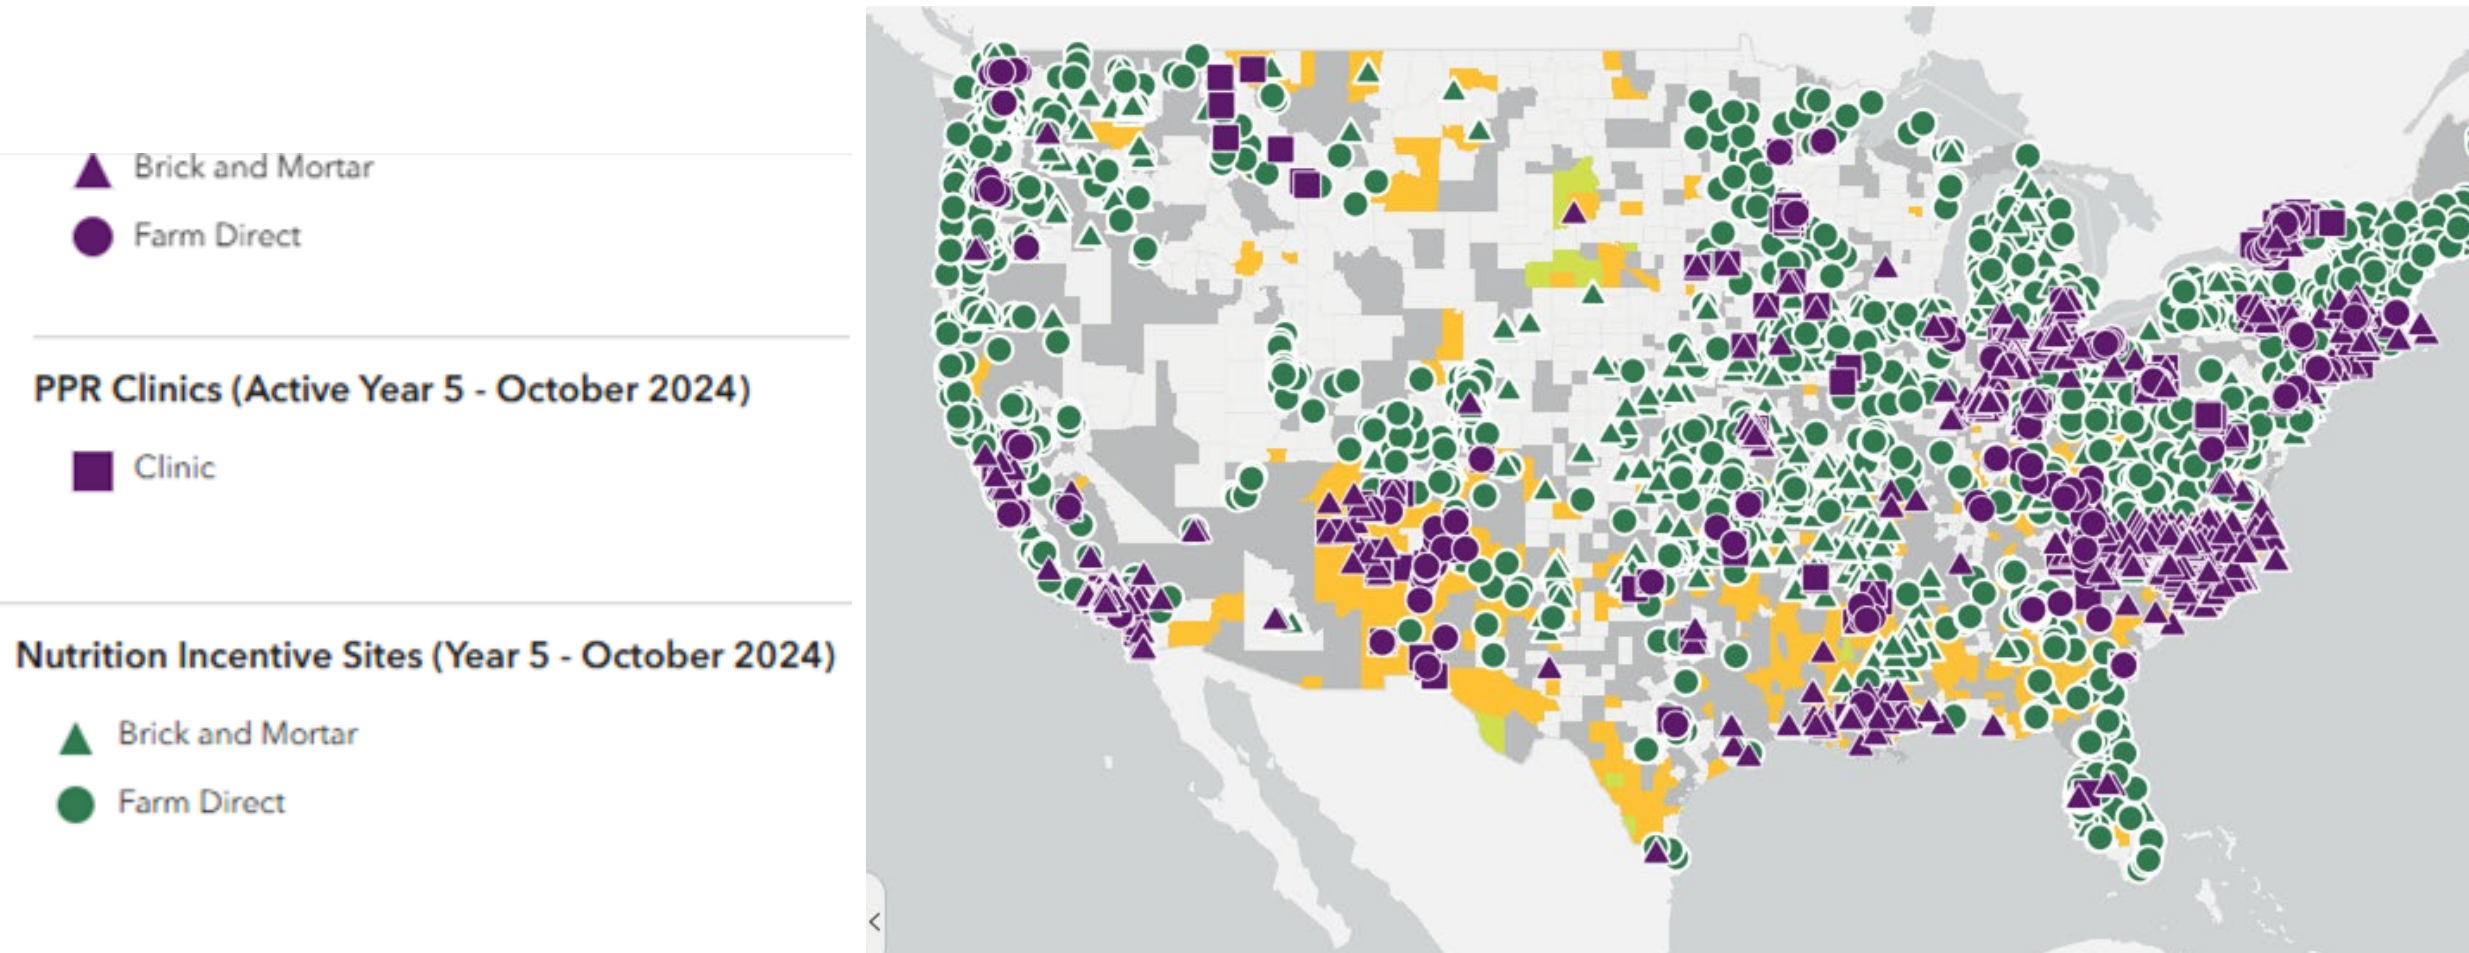 Brick and Mortar
Farm Direct
PPR Clinics (Active Year 5 - October 2024)
Clinic
Nutrition Incentive Sites (Year 5 - October 2024)
Brick and Mortar
Farm Direct